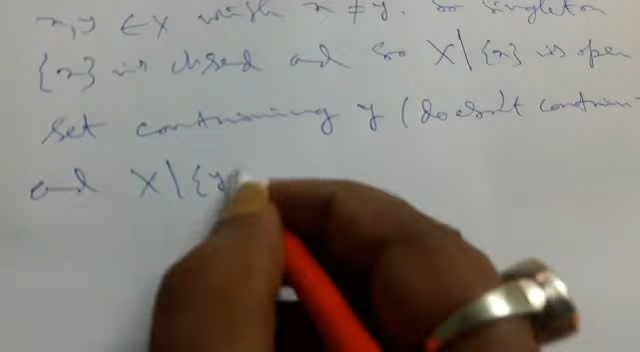 x, y ∈ X with x ≠ y. So singleton
{x} is closed and so X\{x} is open
set containing y (doesn't contain
and X\{y